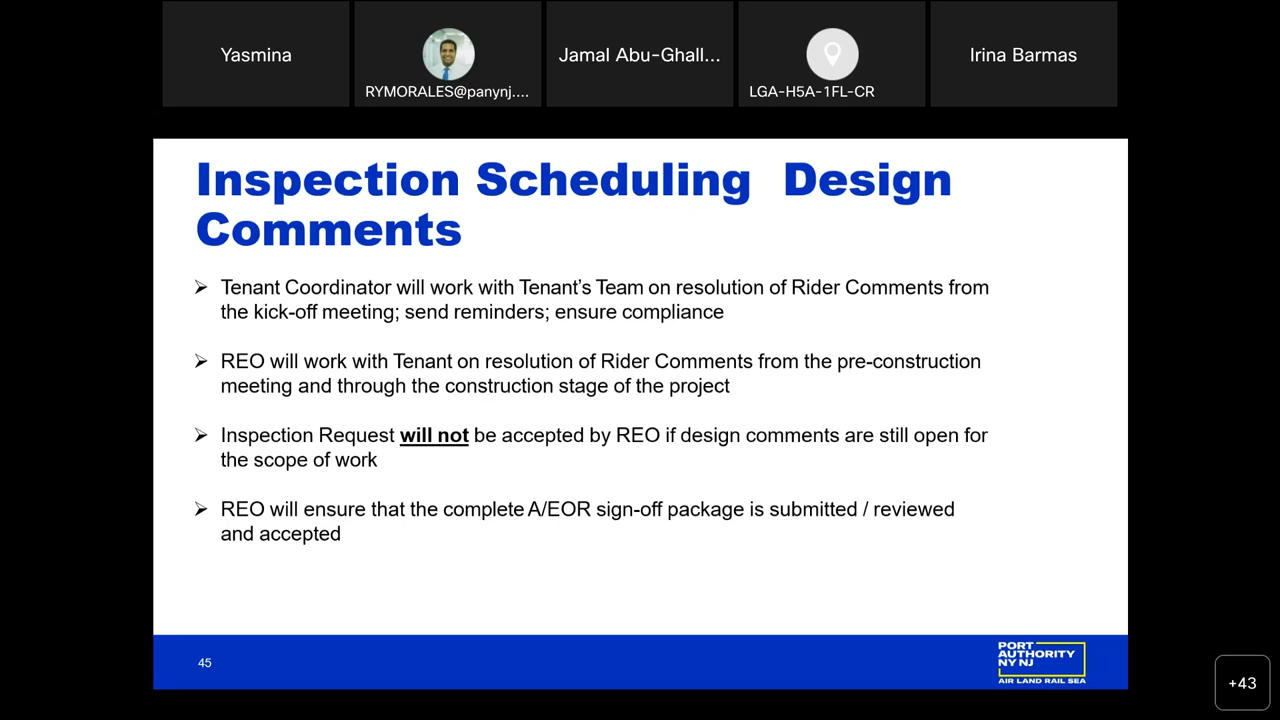 Yasmina
RYMORALES@panynj....
Jamal Abu-Ghall...
LGA-H5A-1FL-CR
Irina Barmas
Inspection Scheduling  Design
Comments
➢ Tenant Coordinator will work with Tenant's Team on resolution of Rider Comments from
the kick-off meeting; send reminders; ensure compliance
➢ REO will work with Tenant on resolution of Rider Comments from the pre-construction
meeting and through the construction stage of the project
➢ Inspection Request will not be accepted by REO if design comments are still open for
the scope of work
➢ REO will ensure that the complete A/EOR sign-off package is submitted / reviewed
and accepted
45
PORT
AUTHORITY
NY NJ
AIR LAND RAIL SEA
+43